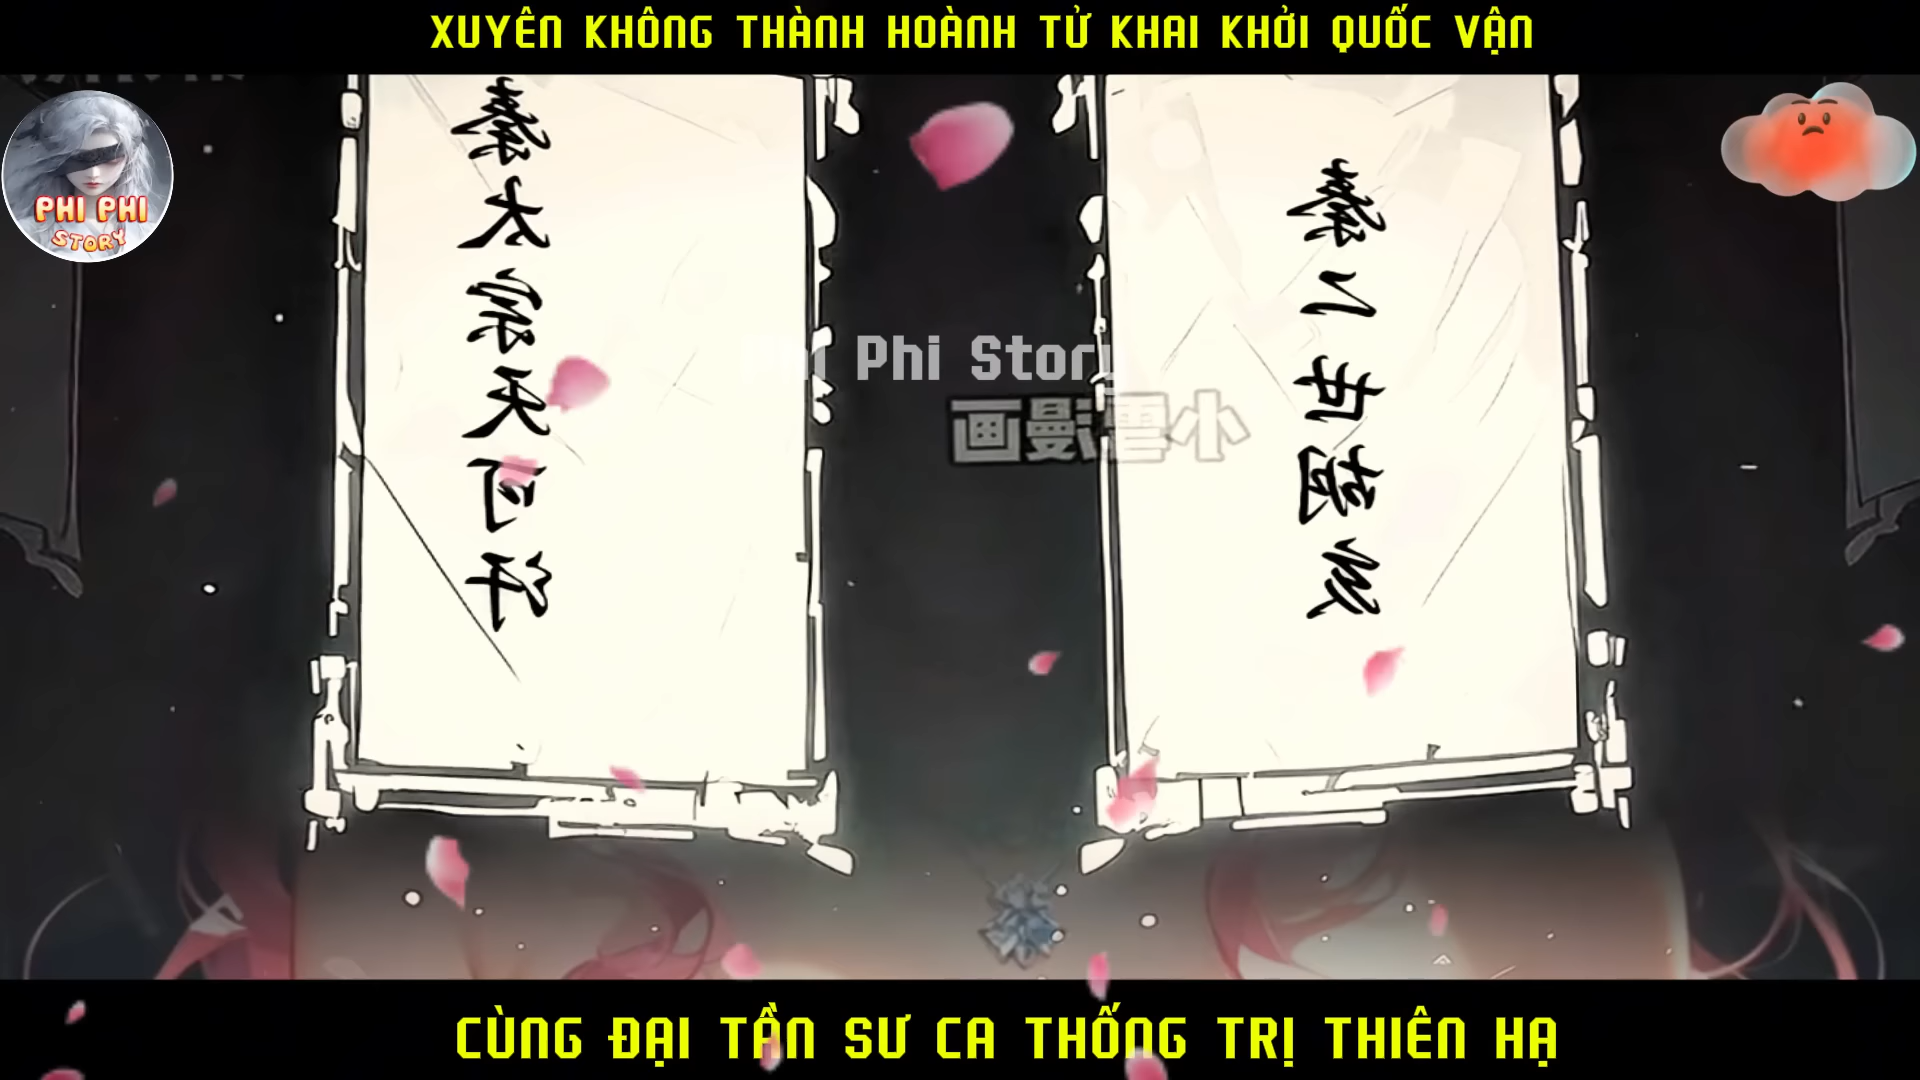 XUYÊN KHÔNG THÀNH HOÀNH TỬ KHAI KHỞI QUỐC VẬN
PHI PHI
STORY
秦太宗天可汗
秦二世胡亥
Phi Phi Story
小雪漫画
CÙNG ĐẠI TẦN SƯ CA THỐNG TRỊ THIÊN HẠ